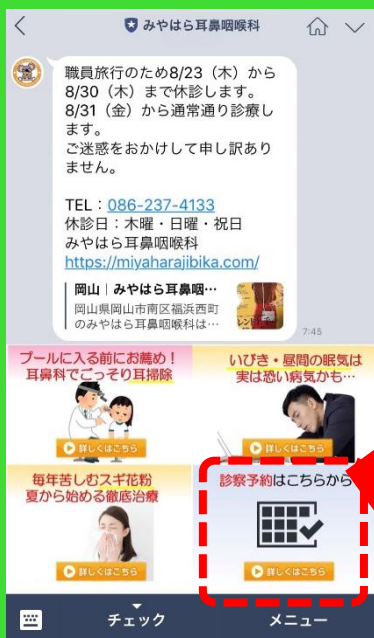 みやはら耳鼻咽喉科
職員旅行のため8/23（木）から
8/30（木）まで休診します。
8/31（金）から通常通り診療し
ます。
ご迷惑をおかけして申し訳あり
ません。
TEL：086-237-4133
休診日：木曜・日曜・祝日
みやはら耳鼻咽喉科
https://miyaharajibika.com/
岡山｜みやはら耳鼻咽…
岡山県岡山市南区福浜西町
のみやはら耳鼻咽喉科は…
7:45
プールに入る前にお薦め！
耳鼻科でごっそり耳掃除
詳しくはこちら
いびき・昼間の眠気は
実は恐い病気かも…
詳しくはこちら
毎年苦しむスギ花粉
夏から始める徹底治療
詳しくはこちら
診察予約はこちらから
詳しくはこちら
チェック
メニュー